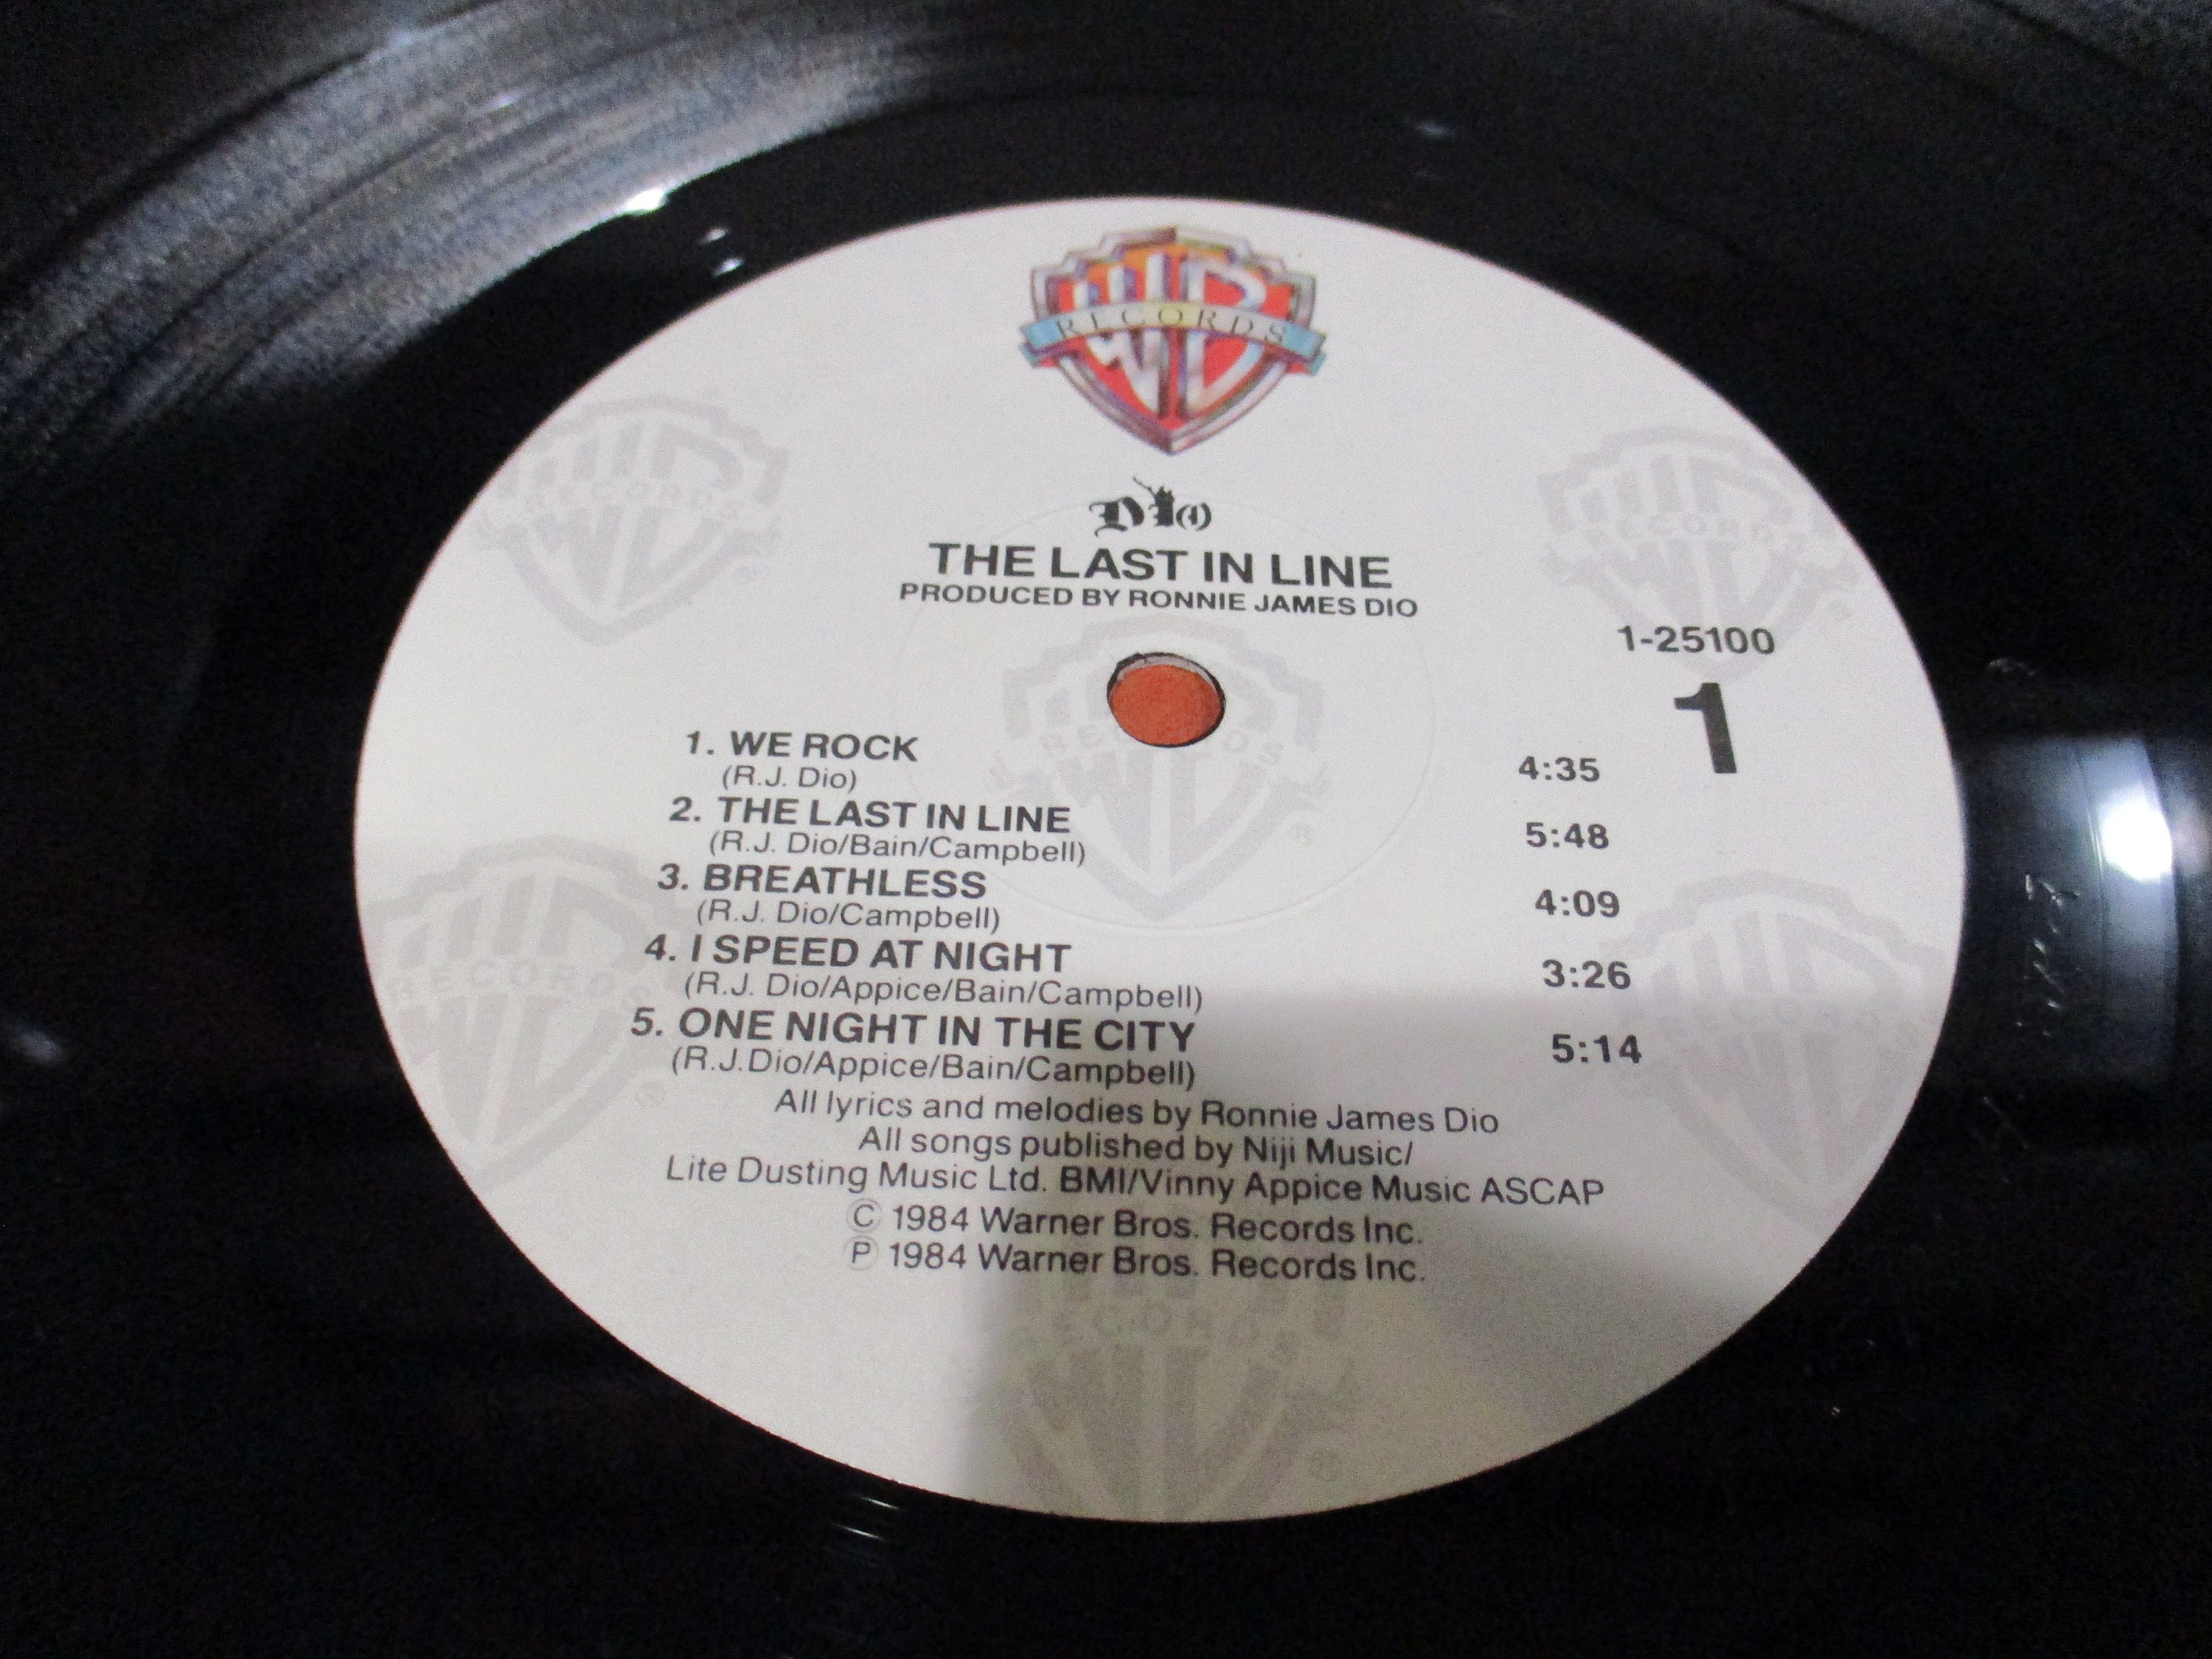 WB
RECORDS
DIO
THE LAST IN LINE
PRODUCED BY RONNIE JAMES DIO
1-25100
1
1. WE ROCK 4:35
(R.J. Dio)
2. THE LAST IN LINE 5:48
(R.J. Dio/Bain/Campbell)
3. BREATHLESS 4:09
(R.J. Dio/Campbell)
4. I SPEED AT NIGHT 3:26
(R.J. Dio/Appice/Bain/Campbell)
5. ONE NIGHT IN THE CITY 5:14
(R.J.Dio/Appice/Bain/Campbell)
All lyrics and melodies by Ronnie James Dio
All songs published by Niji Music/
Lite Dusting Music Ltd. BMI/Vinny Appice Music ASCAP
Ⓒ 1984 Warner Bros. Records Inc.
Ⓟ 1984 Warner Bros. Records Inc.